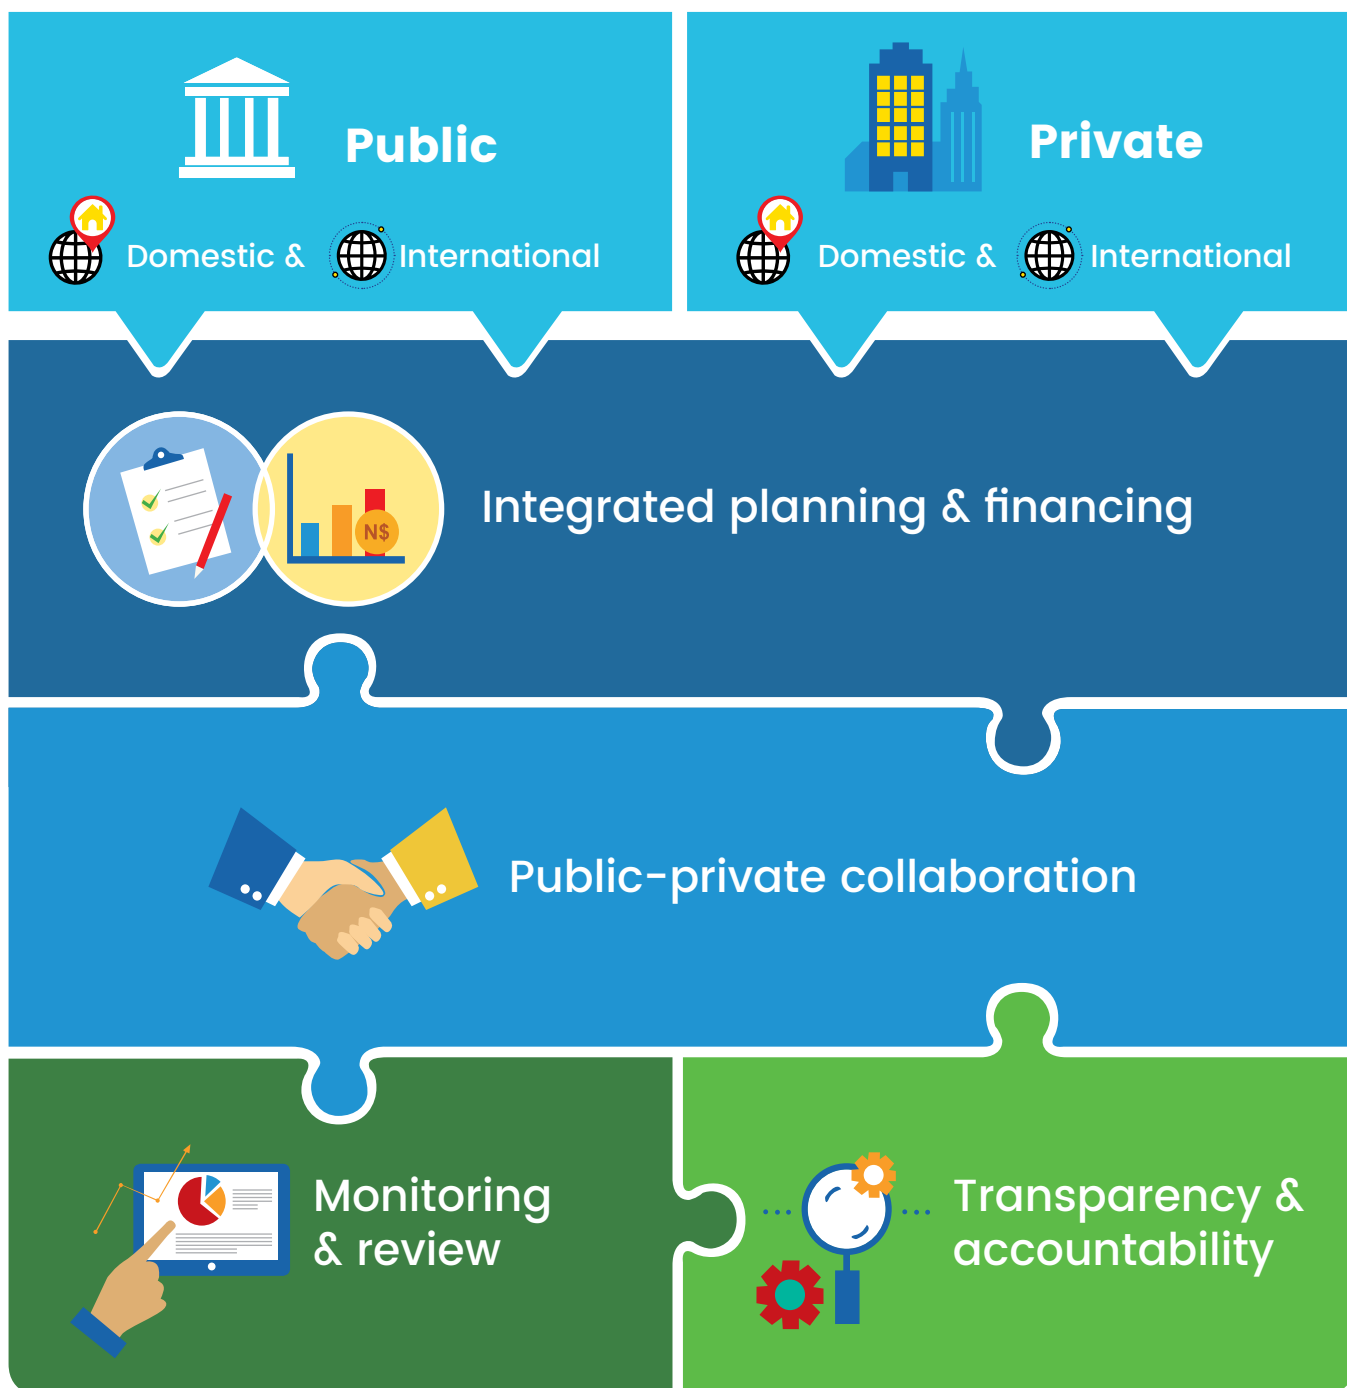 Public
Domestic & International
Private
Domestic & International
N$
Integrated planning & financing
Public-private collaboration
Monitoring
& review
Transparency &
accountability